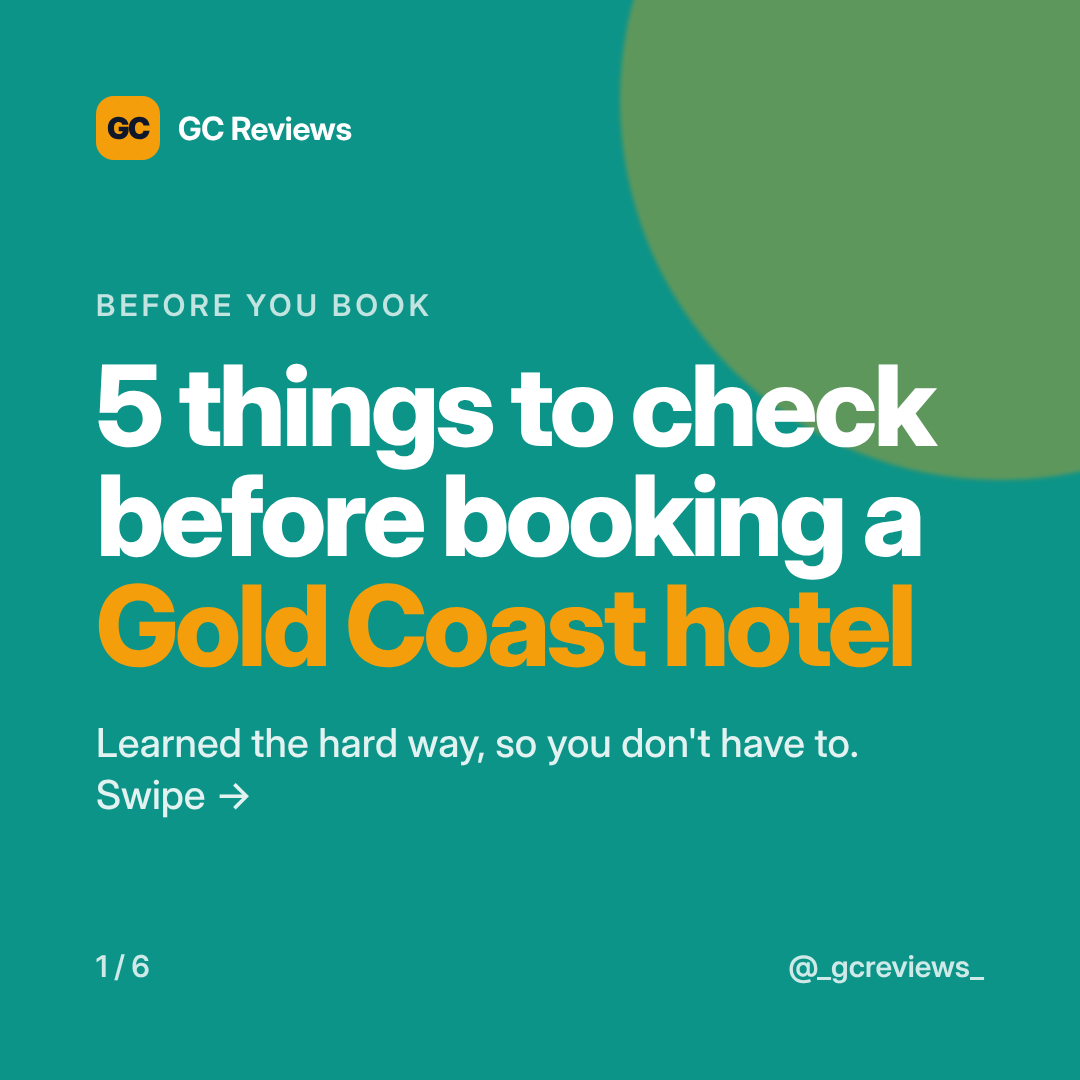 GC GC Reviews
BEFORE YOU BOOK
5 things to check
before booking a
Gold Coast hotel
Learned the hard way, so you don't have to.
Swipe →
1 / 6
@_gcreviews_